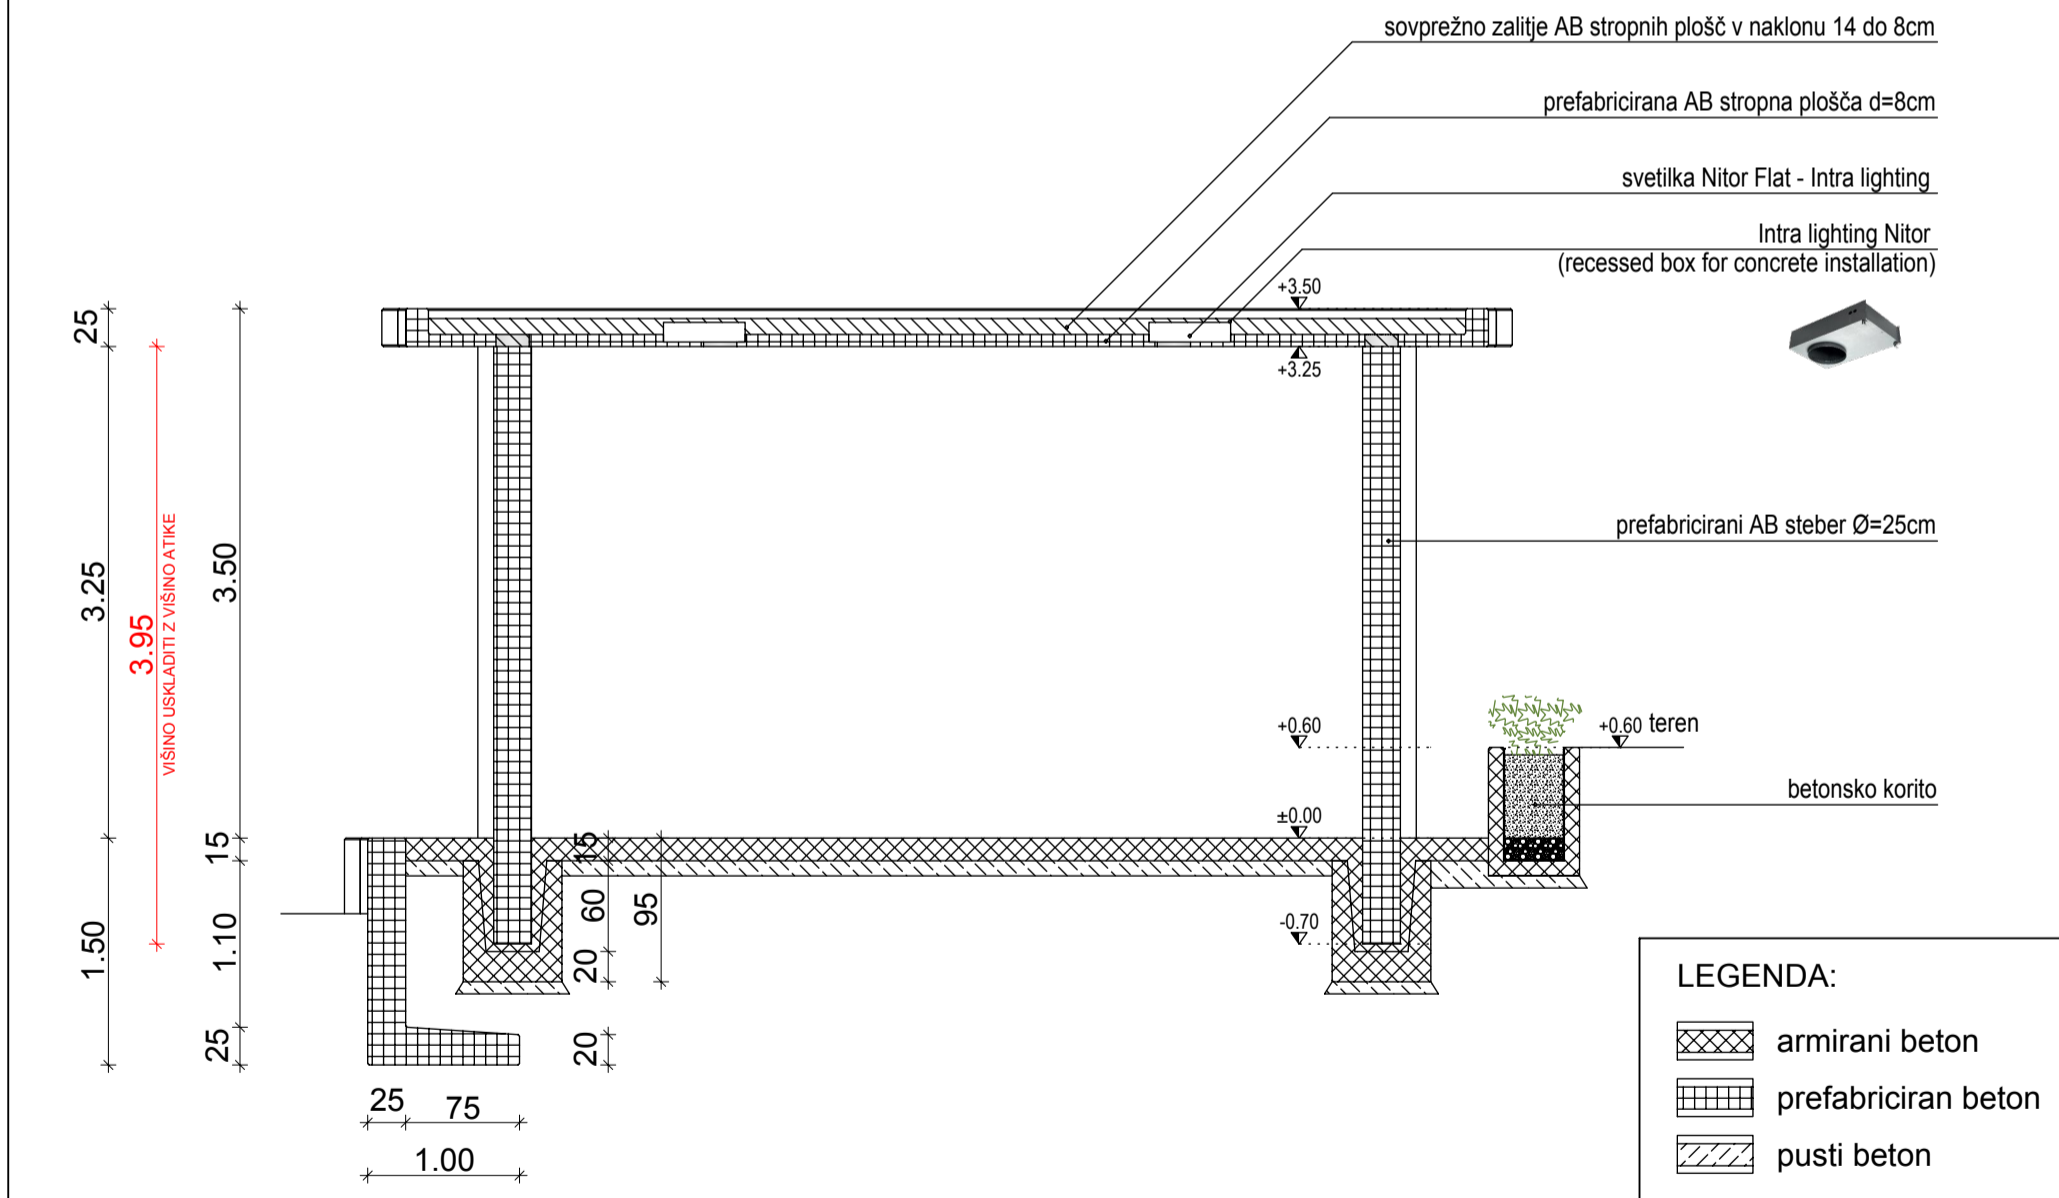 sovprežno zalitje AB stropnih plošč v naklonu 14 do 8cm
prefabricirana AB stropna plošča d=8cm
svetilka Nitor Flat - Intra lighting
Intra lighting Nitor
(recessed box for concrete installation)
+3.50
+3.25
25
3.25
1.50
3.95
VIŠINO USKLADITI Z VIŠINO ATIKE
3.50
15
1.10
25
prefabricirani AB steber Ø=25cm
+0.60
+0.60 teren
betonsko korito
±0.00
-0.70
15
60
20
95
20
25
75
1.00
LEGENDA:
armirani beton
prefabriciran beton
pusti beton